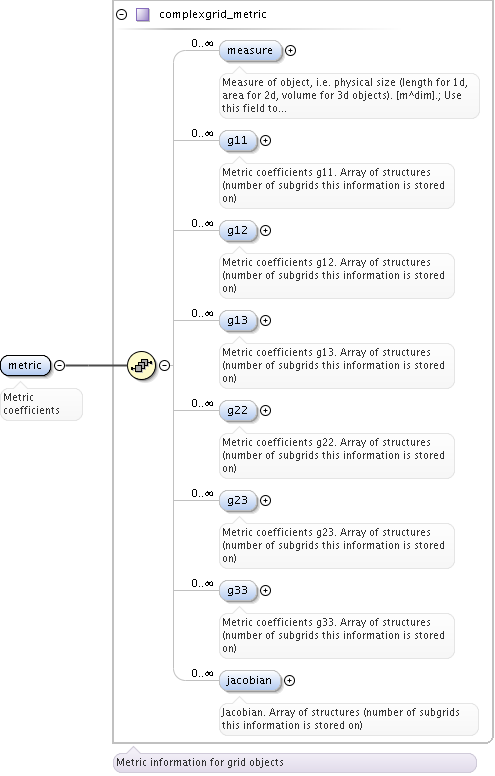 complexgrid_metric
0..∞
measure
Measure of object, i.e. physical size (length for 1d,
area for 2d, volume for 3d objects). [m^dim].; Use
this field to...
0..∞
g11
Metric coefficients g11. Array of structures
(number of subgrids this information is stored
on)
0..∞
g12
Metric coefficients g12. Array of structures
(number of subgrids this information is stored
on)
0..∞
g13
Metric coefficients g13. Array of structures
(number of subgrids this information is stored
on)
metric
Metric
coefficients
0..∞
g22
Metric coefficients g22. Array of structures
(number of subgrids this information is stored
on)
0..∞
g23
Metric coefficients g23. Array of structures
(number of subgrids this information is stored
on)
0..∞
g33
Metric coefficients g33. Array of structures
(number of subgrids this information is stored
on)
0..∞
jacobian
Jacobian. Array of structures (number of subgrids
this information is stored on)
Metric information for grid objects